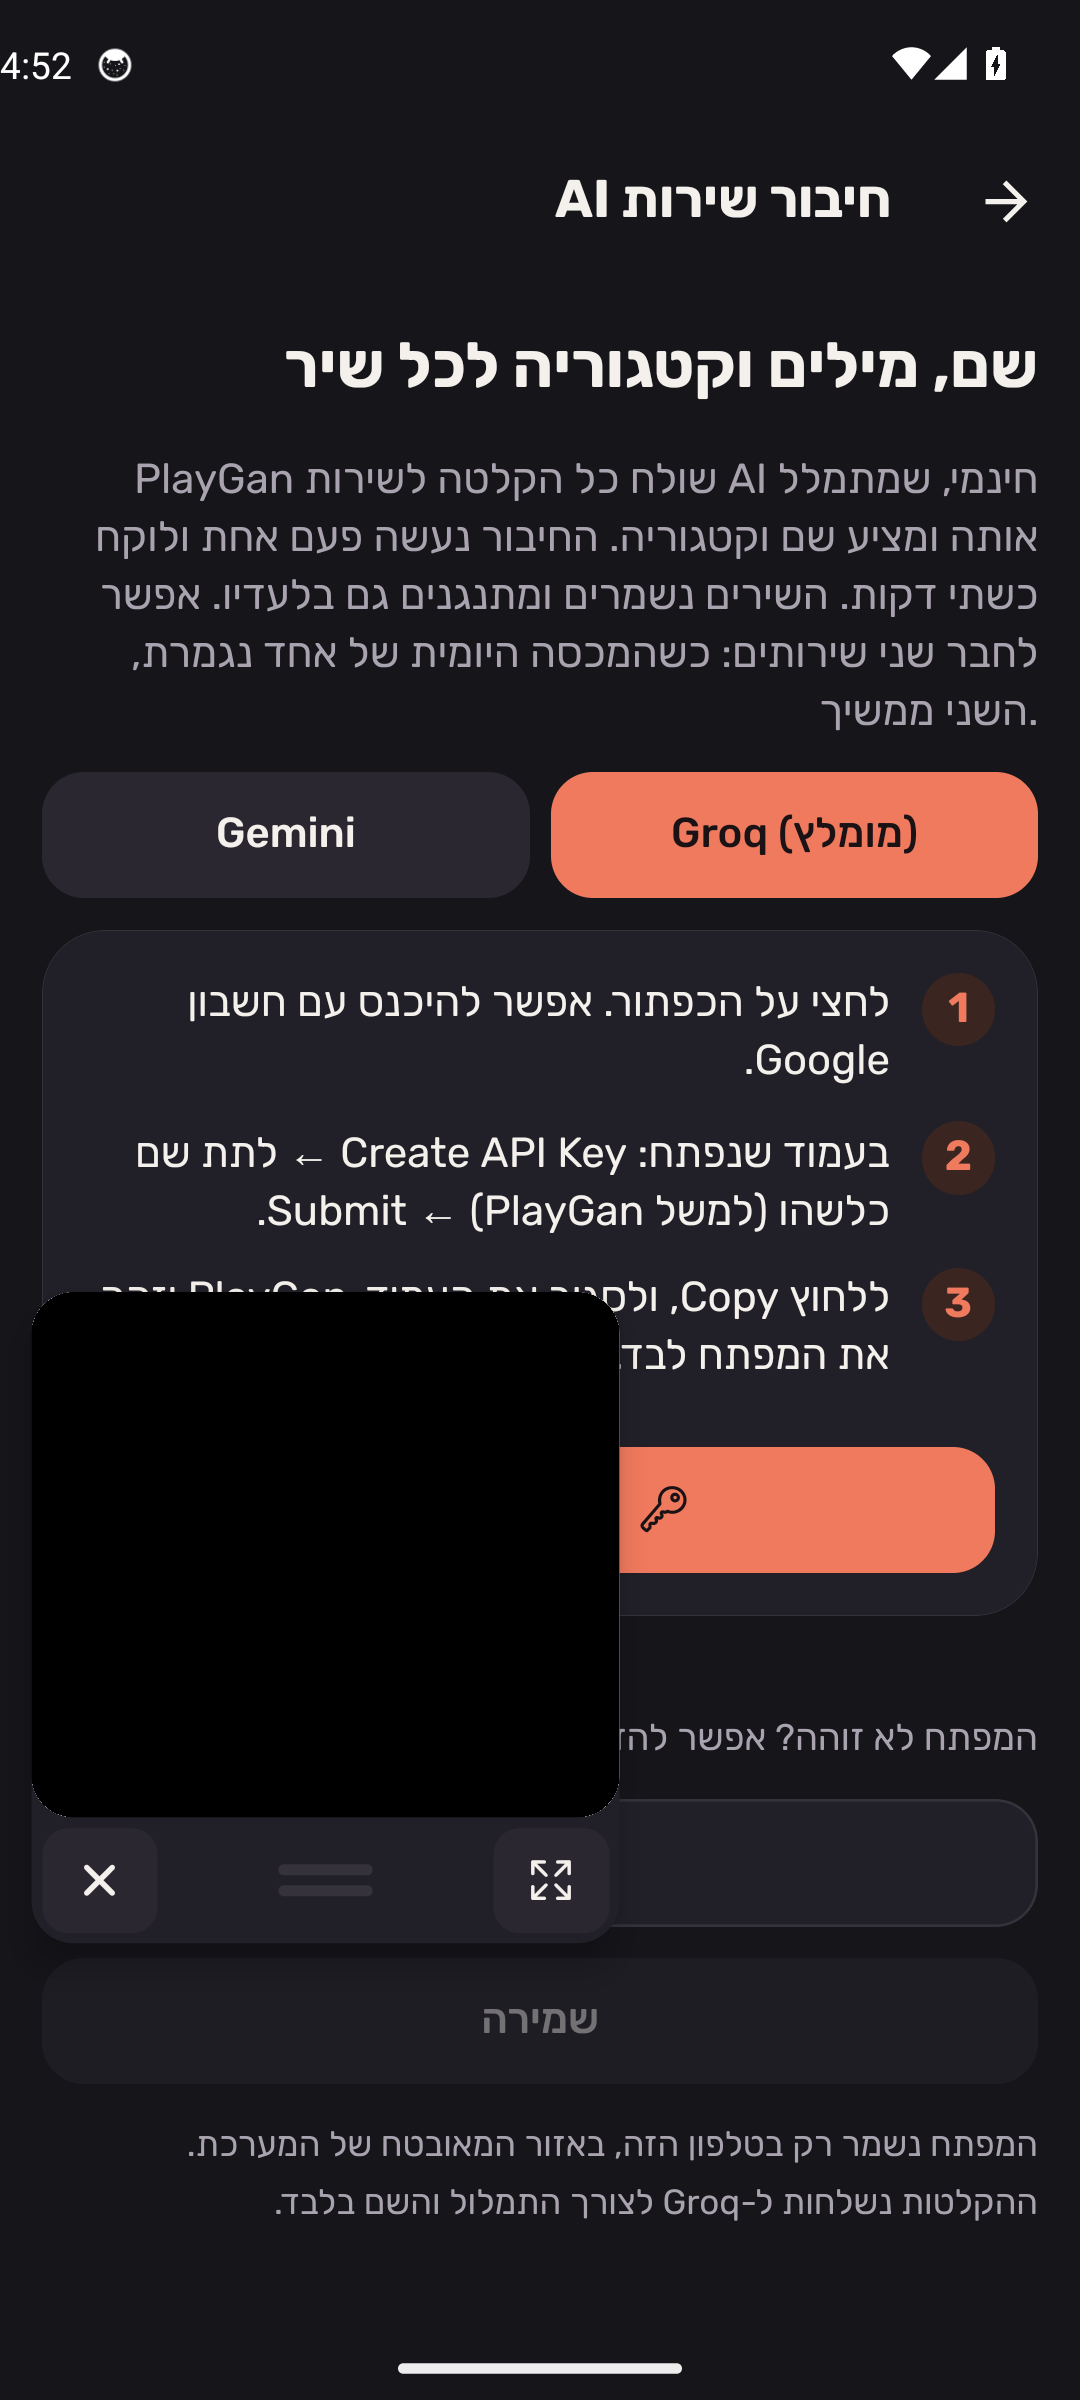 4:52
חיבור שירות AI
שם, מילים וקטגוריה לכל שיר
PlayGan שולח כל הקלטה לשירות AI חינמי, שמתמלל
אותה ומציע שם וקטגוריה. החיבור נעשה פעם אחת ולוקח
כשתי דקות. השירים נשמרים ומתנגנים גם בלעדיו. אפשר
לחבר שני שירותים: כשהמכסה היומית של אחד נגמרת,
השני ממשיך.
Groq (מומלץ)
Gemini
1 לחצי על הכפתור. אפשר להיכנס עם חשבון
Google.
2 בעמוד שנפתח: Create API Key ← לתת שם
כלשהו (למשל PlayGan) ← Submit.
3 ללחוץ Copy,
את המפתח לבד
המפתח לא זוהה? אפשר
שמירה
המפתח נשמר רק בטלפון הזה, באזור המאובטח של המערכת.
ההקלטות נשלחות ל-Groq לצורך התמלול והשם בלבד.